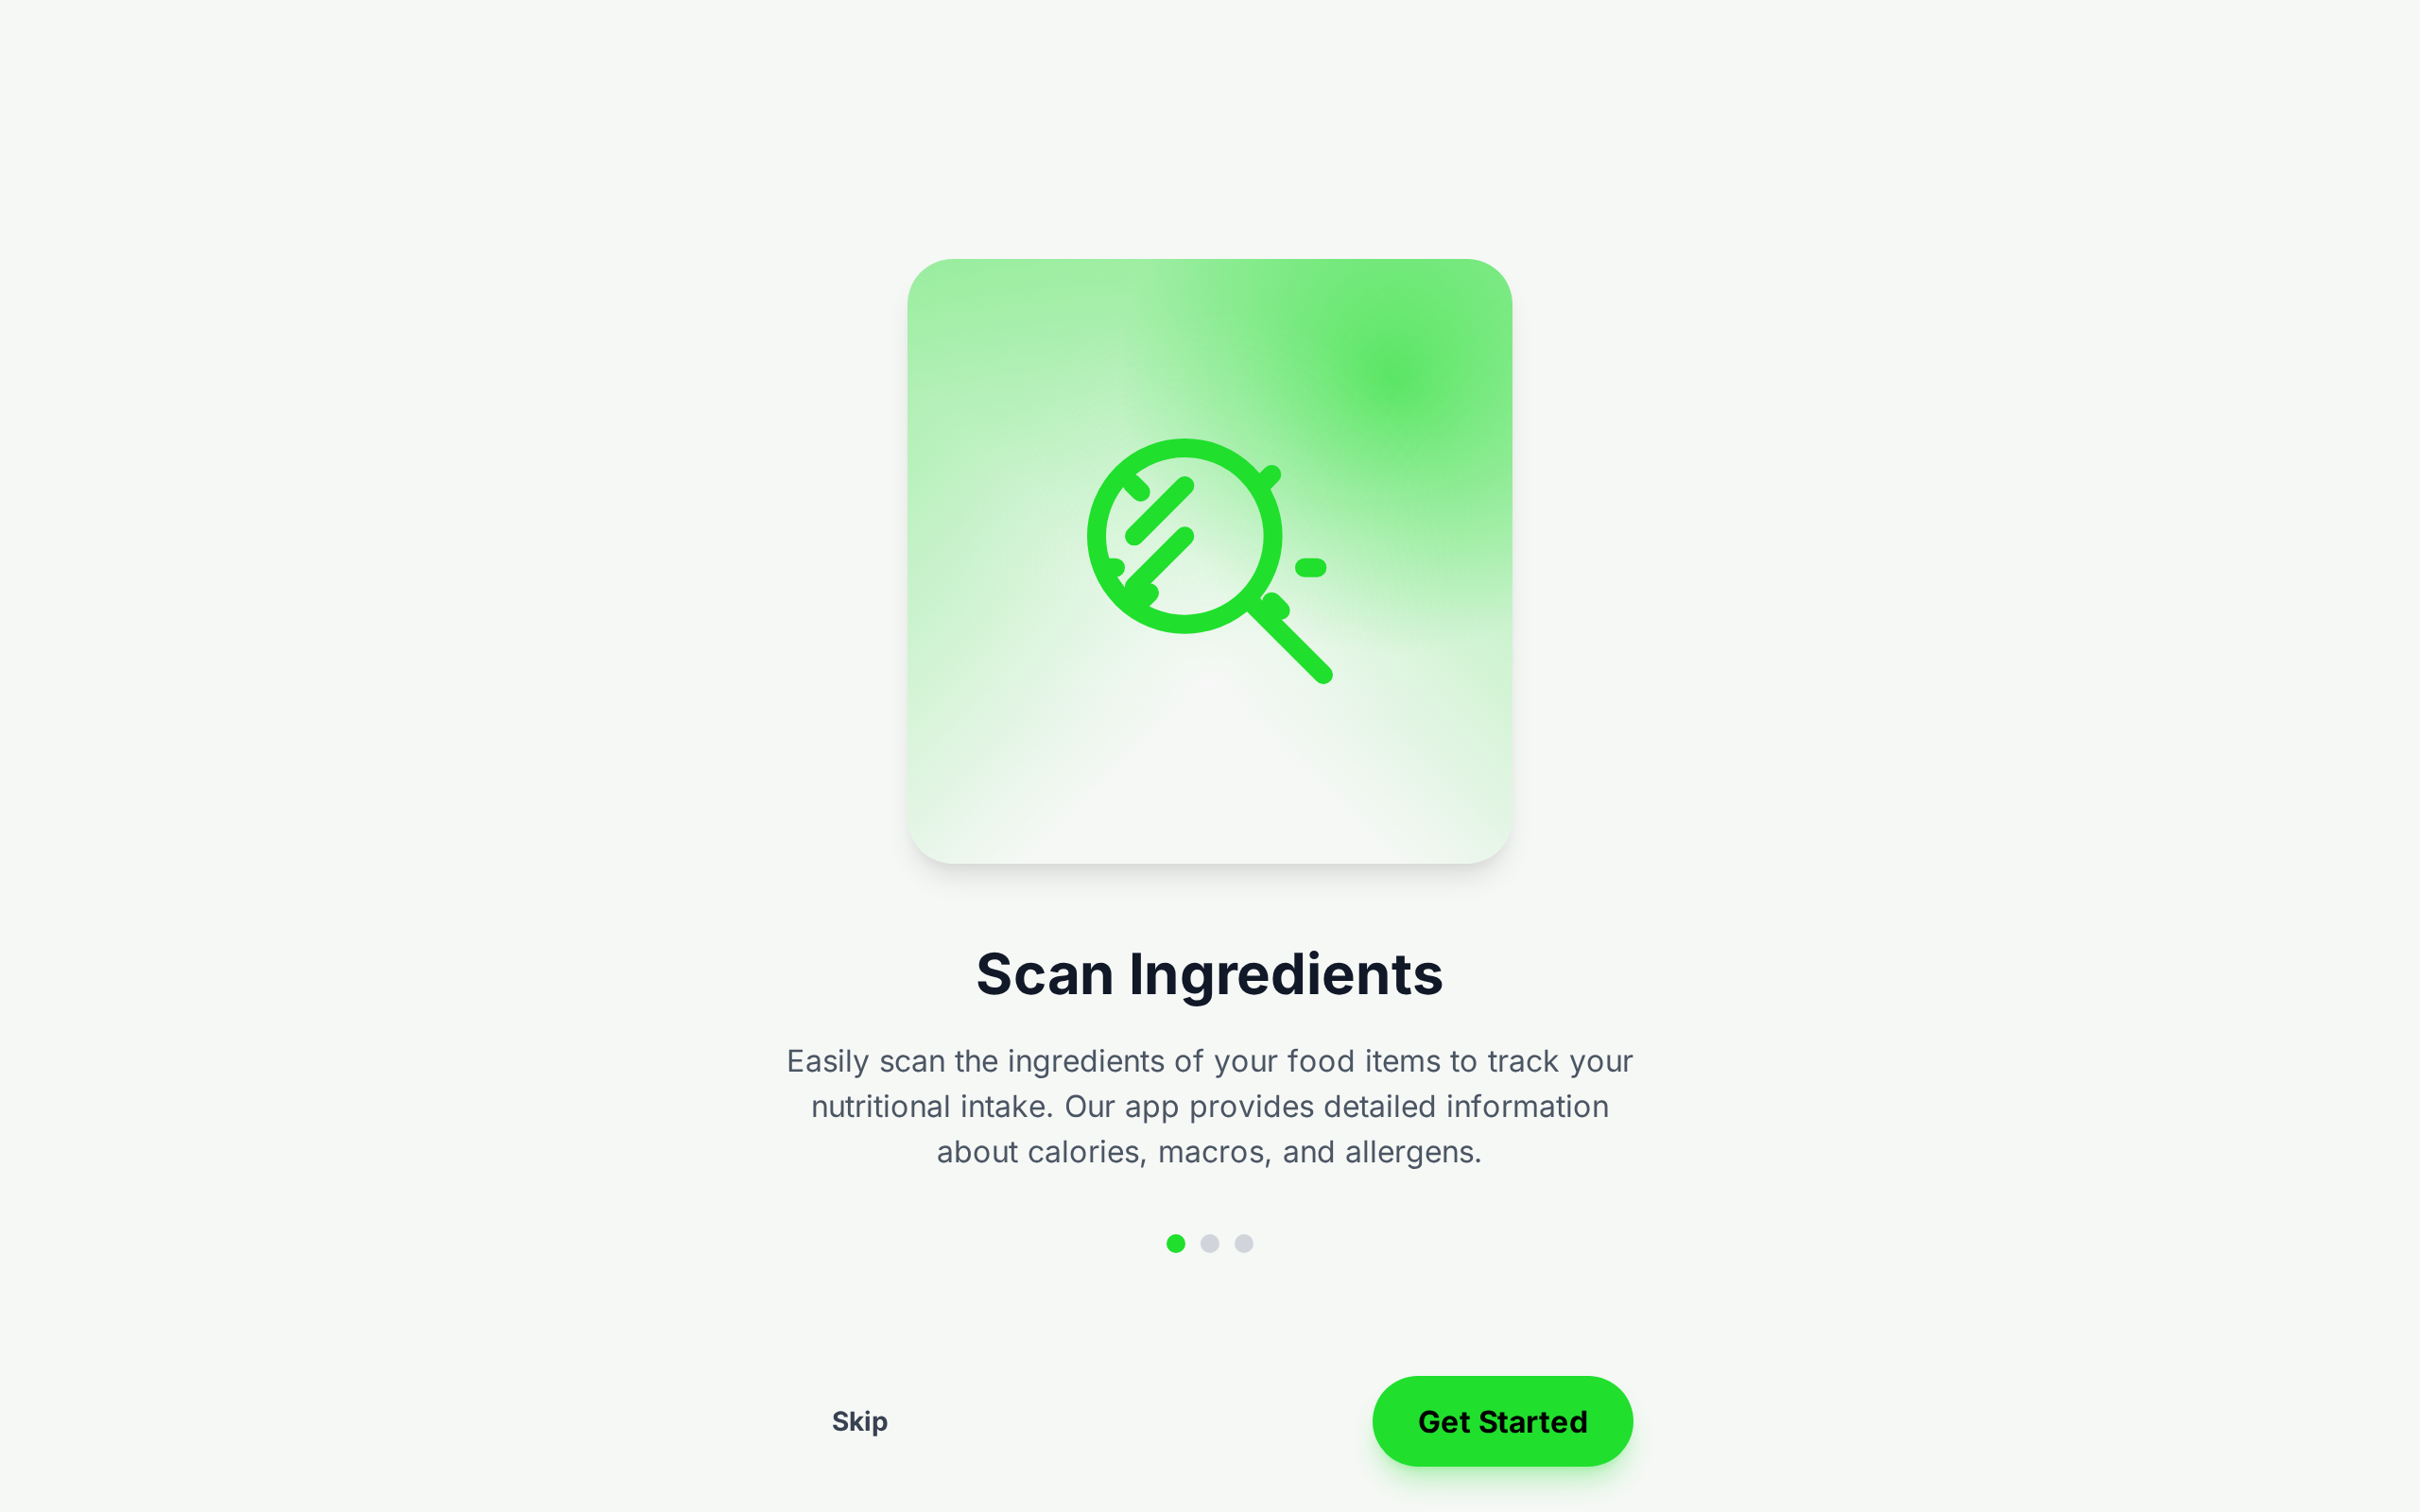 Scan Ingredients
Easily scan the ingredients of your food items to track your
nutritional intake. Our app provides detailed information
about calories, macros, and allergens.
Skip
Get Started